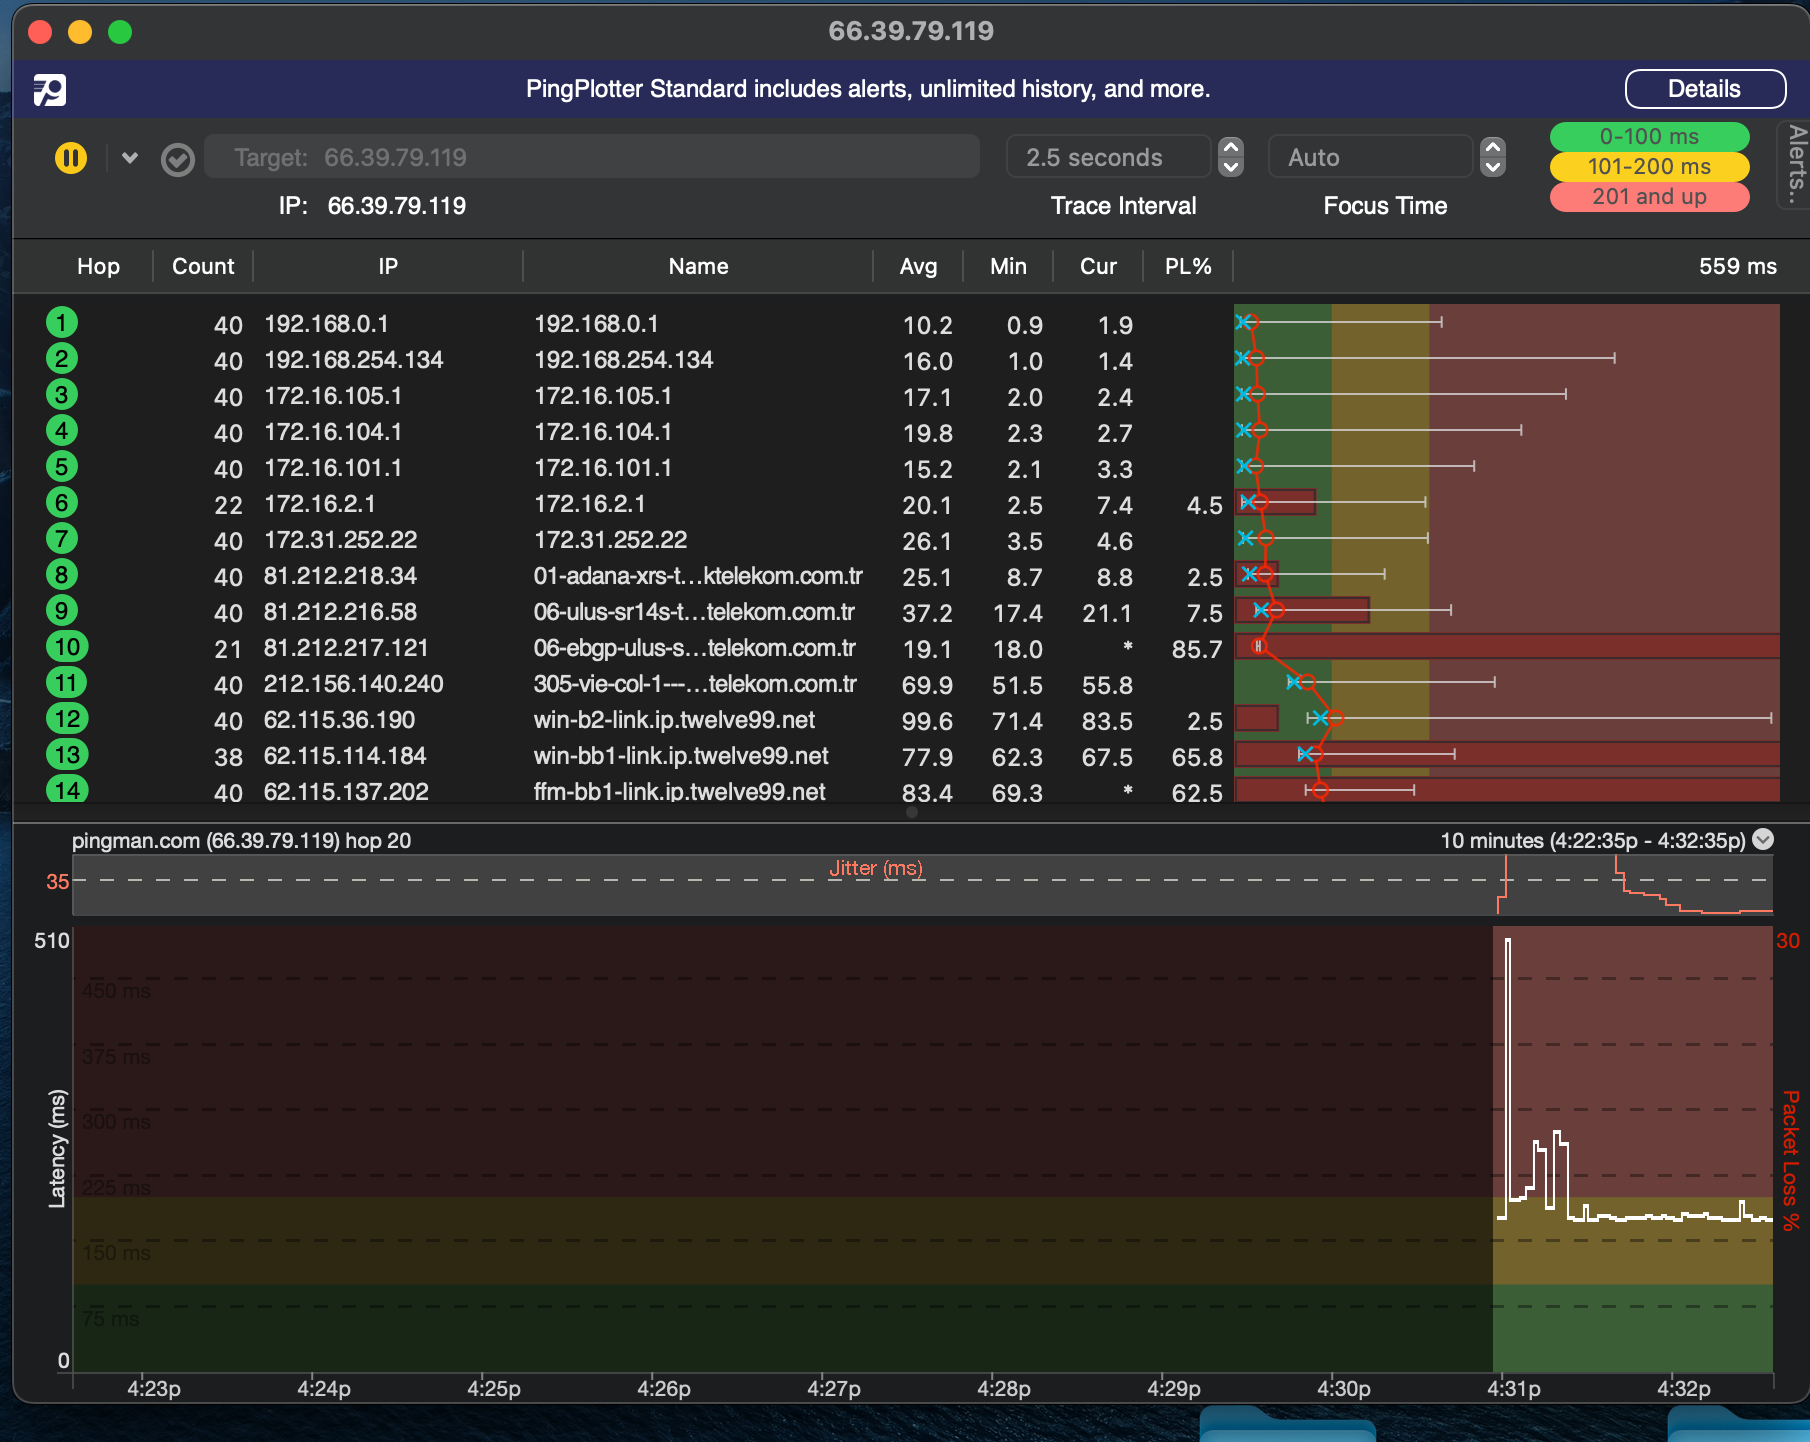 66.39.79.119
PingPlotter Standard includes alerts, unlimited history, and more. Details
Target: 66.39.79.119 2.5 seconds Auto 0-100 ms
101-200 ms
201 and up
Alerts..
IP: 66.39.79.119 Trace Interval Focus Time
Hop Count IP Name Avg Min Cur PL% 559 ms
1 40 192.168.0.1 192.168.0.1 10.2 0.9 1.9
2 40 192.168.254.134 192.168.254.134 16.0 1.0 1.4
3 40 172.16.105.1 172.16.105.1 17.1 2.0 2.4
4 40 172.16.104.1 172.16.104.1 19.8 2.3 2.7
5 40 172.16.101.1 172.16.101.1 15.2 2.1 3.3
6 22 172.16.2.1 172.16.2.1 20.1 2.5 7.4 4.5
7 40 172.31.252.22 172.31.252.22 26.1 3.5 4.6
8 40 81.212.218.34 01-adana-xrs-t...ktelekom.com.tr 25.1 8.7 8.8 2.5
9 40 81.212.216.58 06-ulus-sr14s-t...telekom.com.tr 37.2 17.4 21.1 7.5
10 21 81.212.217.121 06-ebgp-ulus-s...telekom.com.tr 19.1 18.0 * 85.7
11 40 212.156.140.240 305-vie-col-1---...telekom.com.tr 69.9 51.5 55.8
12 40 62.115.36.190 win-b2-link.ip.twelve99.net 99.6 71.4 83.5 2.5
13 38 62.115.114.184 win-bb1-link.ip.twelve99.net 77.9 62.3 67.5 65.8
14 40 62.115.137.202 ffm-bb1-link.ip.twelve99.net 83.4 69.3 * 62.5
pingman.com (66.39.79.119) hop 20 10 minutes (4:22:35p - 4:32:35p)
Jitter (ms)
35
510 30
450 ms
375 ms
300 ms
225 ms
150 ms
75 ms
0
Latency (ms)
Packet Loss %
4:23p 4:24p 4:25p 4:26p 4:27p 4:28p 4:29p 4:30p 4:31p 4:32p